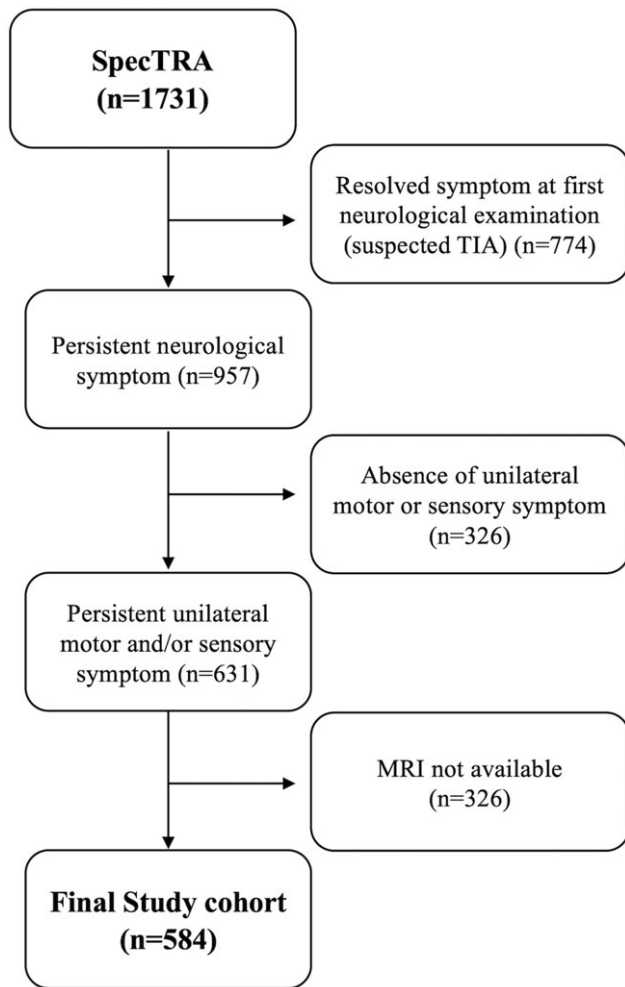 SpecTRA
(n=1731)
Resolved symptom at first
neurological examination
(suspected TIA) (n=774)
Persistent neurological
symptom (n=957)
Absence of unilateral
motor or sensory symptom
(n=326)
Persistent unilateral
motor and/or sensory
symptom (n=631)
MRI not available
(n=326)
Final Study cohort
(n=584)